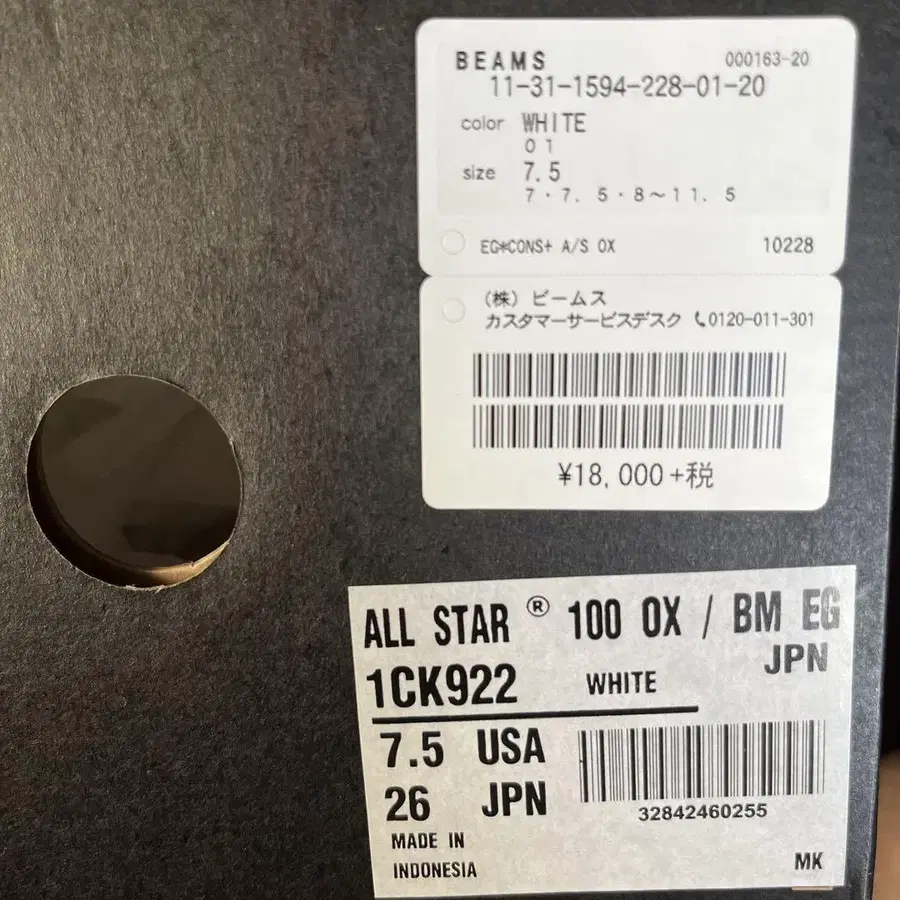 BEAMS 000163-20
11-31-1594-228-01-20
color WHITE
01
size 7.5
7・7.5・8〜11.5
EG*CONS+ A/S OX 10228
(株)ビームス
カスタマーサービスデスク 0120-011-301
¥18,000+税
ALL STAR ® 100 OX / BM EG
JPN
1CK922 WHITE
7.5 USA
26 JPN
32842460255
MADE IN
INDONESIA
MK